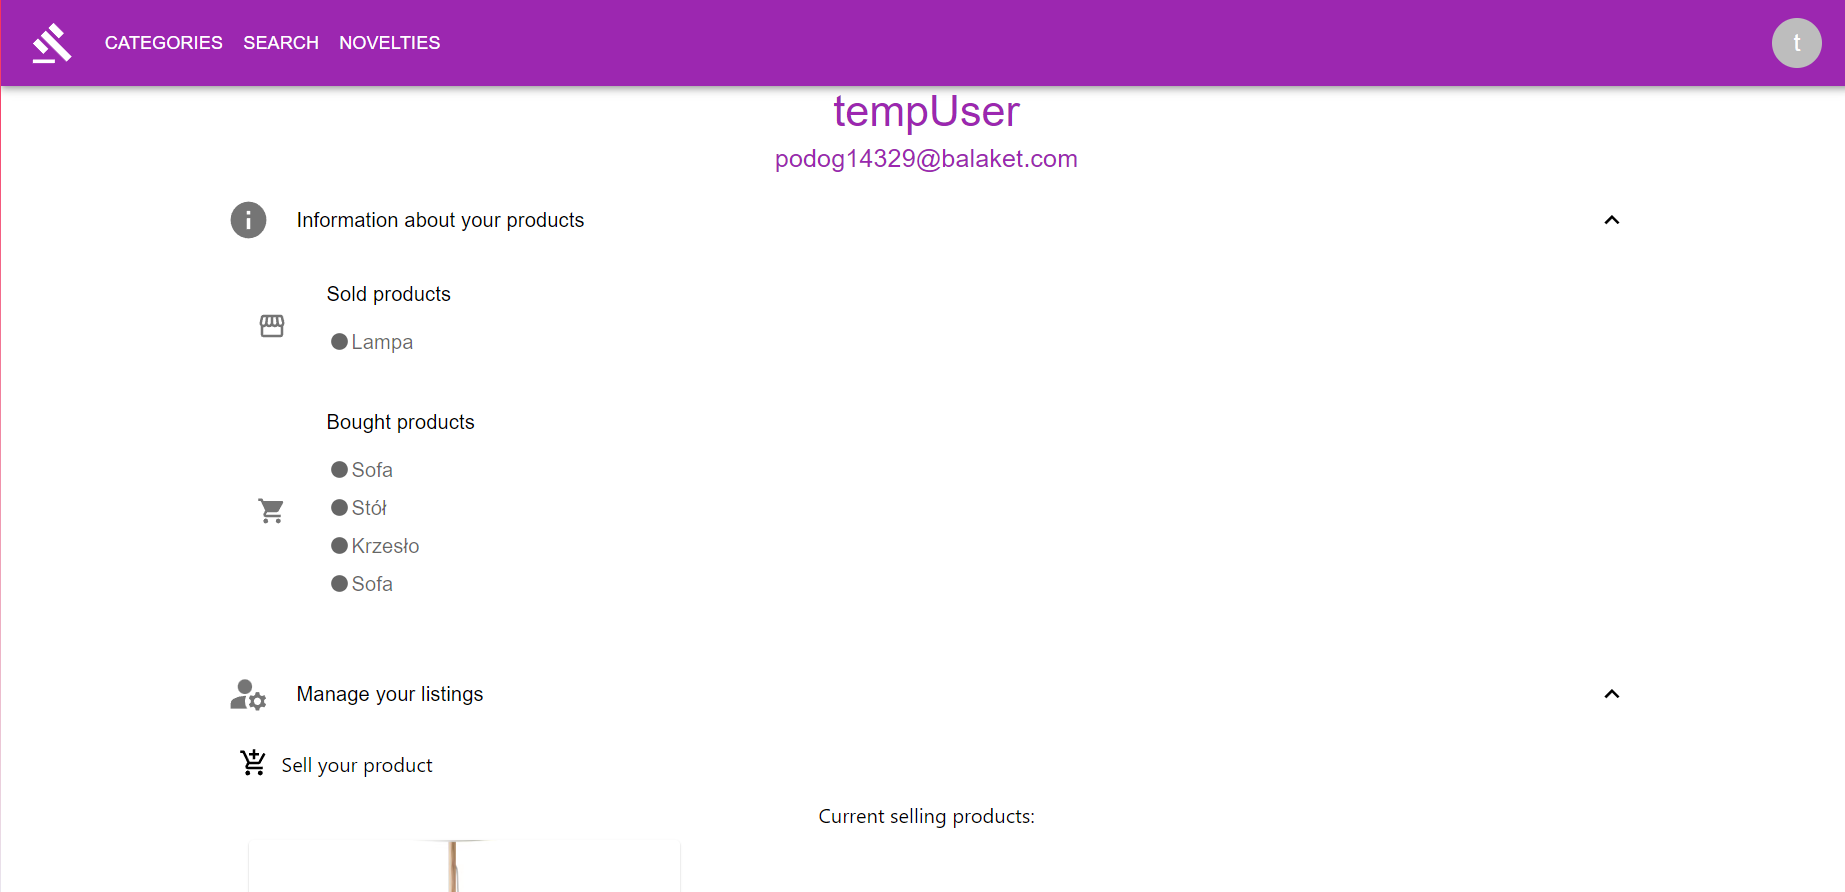 CATEGORIES SEARCH NOVELTIES t
tempUser
podog14329@balaket.com
Information about your products
Sold products
Lampa
Bought products
Sofa
Stół
Krzesło
Sofa
Manage your listings
Sell your product
Current selling products: